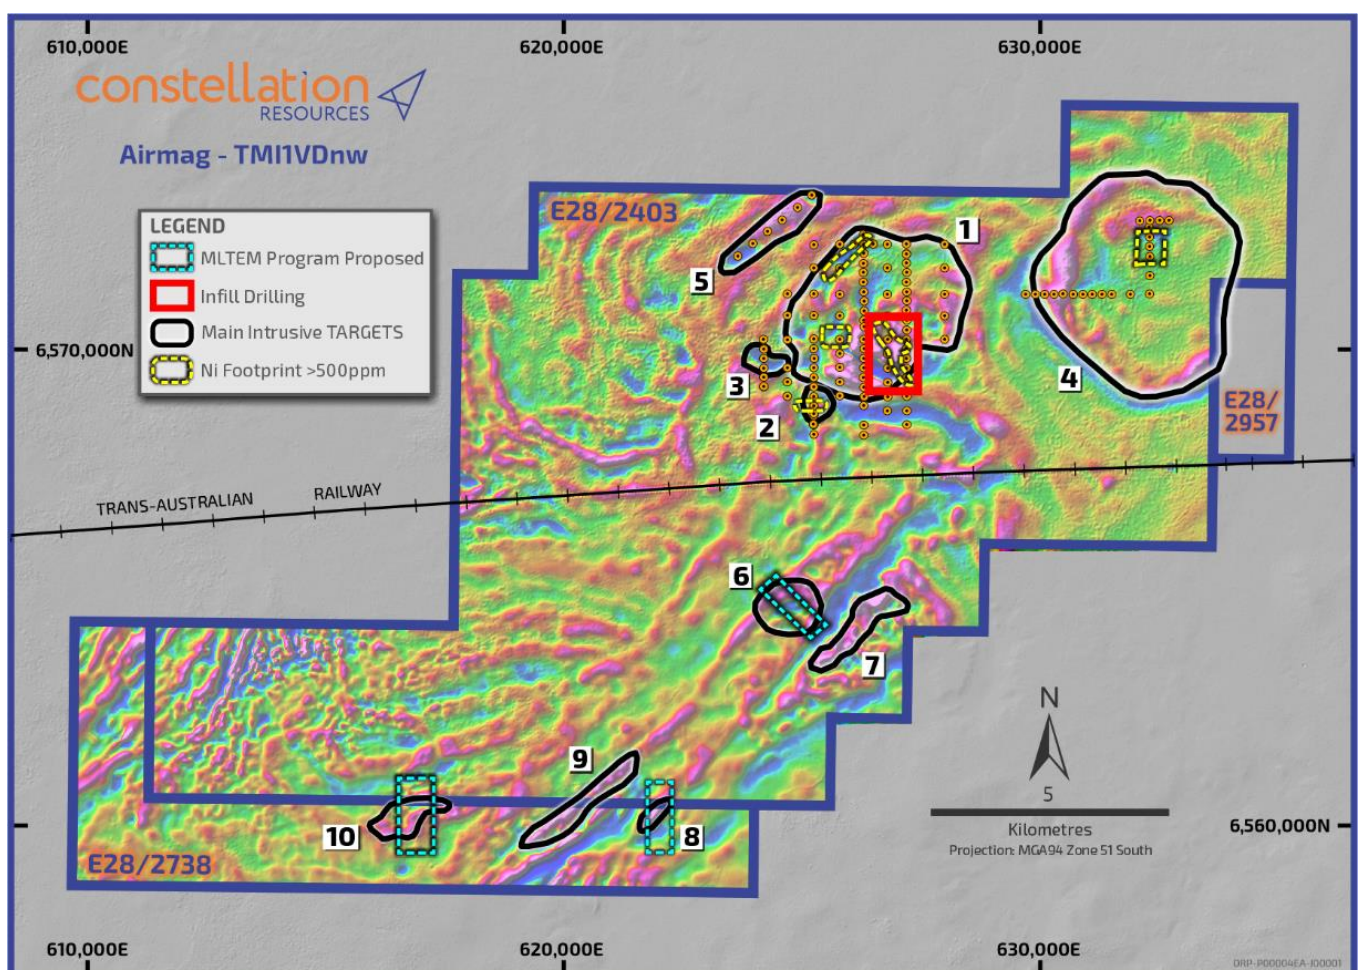 610,000E
620,000E
630,000E
constellation
RESOURCES
Airmag - TMI1VDnw
LEGEND
MLTEM Program Proposed
Infill Drilling
Main Intrusive TARGETS
Ni Footprint >500ppm
E28/2403
1
5
6,570,000N
3
4
2
E28/
2957
TRANS-AUSTRALIAN RAILWAY
6
7
N
9
5
10
8
Kilometres
Projection: MGA94 Zone 51 South
6,560,000N
E28/2738
610,000E
620,000E
630,000E
DRP-P00004EA-J00001